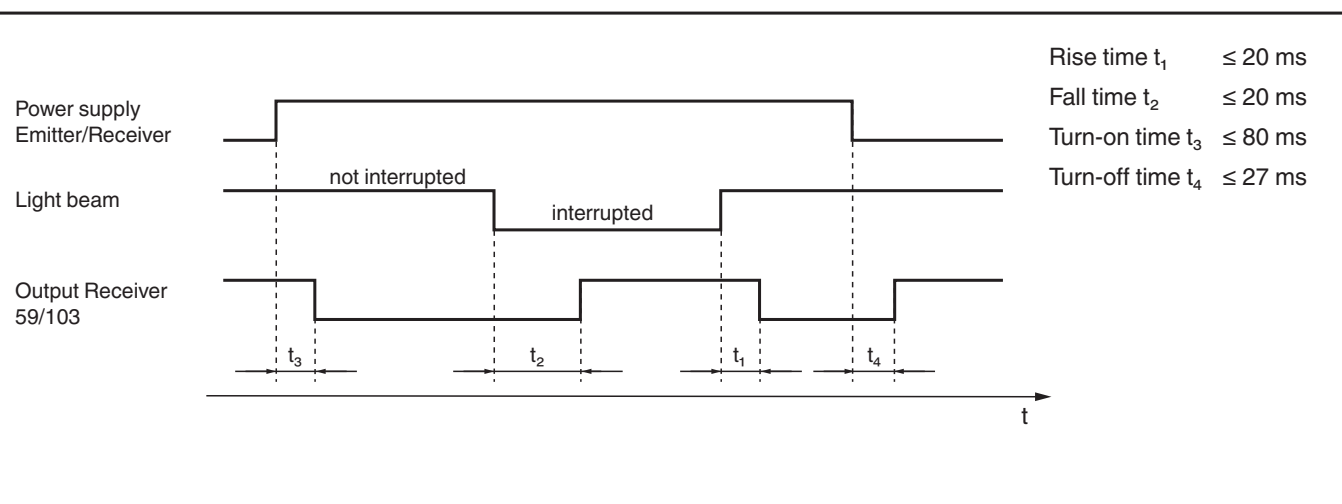 Rise time t₁ ≤ 20 ms
Fall time t₂ ≤ 20 ms
Turn-on time t₃ ≤ 80 ms
Turn-off time t₄ ≤ 27 ms
Power supply
Emitter/Receiver
not interrupted
Light beam
interrupted
Output Receiver
59/103
t₃ t₂ t₁ t₄
t